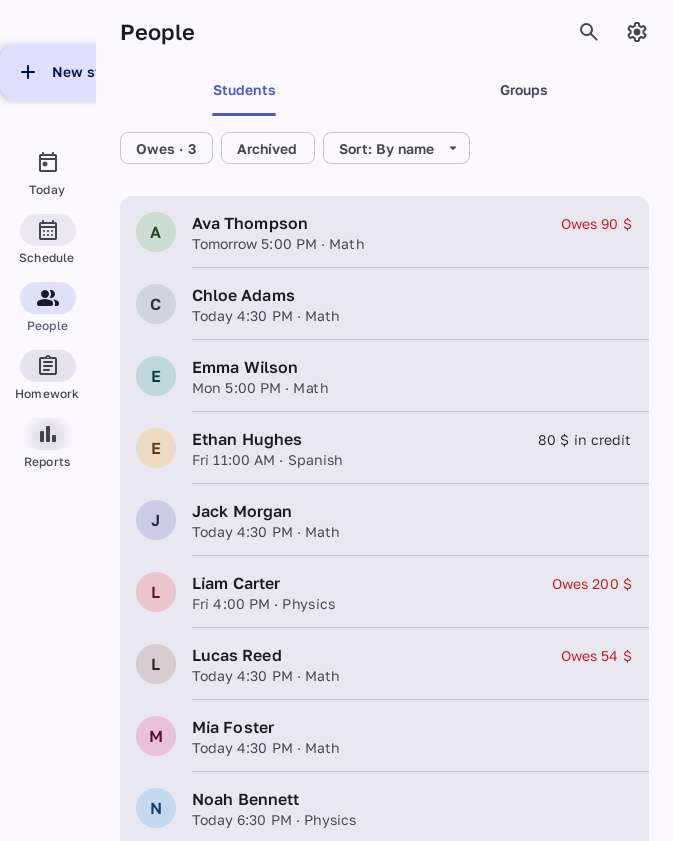 People
New s
Today
Schedule
People
Homework
Reports
Students
Groups
Owes · 3
Archived
Sort: By name
A
Ava Thompson
Owes 90 $
Tomorrow 5:00 PM · Math
C
Chloe Adams
Today 4:30 PM · Math
E
Emma Wilson
Mon 5:00 PM · Math
E
Ethan Hughes
80 $ in credit
Fri 11:00 AM · Spanish
J
Jack Morgan
Today 4:30 PM · Math
L
Liam Carter
Owes 200 $
Fri 4:00 PM · Physics
L
Lucas Reed
Owes 54 $
Today 4:30 PM · Math
M
Mia Foster
Today 4:30 PM · Math
N
Noah Bennett
Today 6:30 PM · Physics